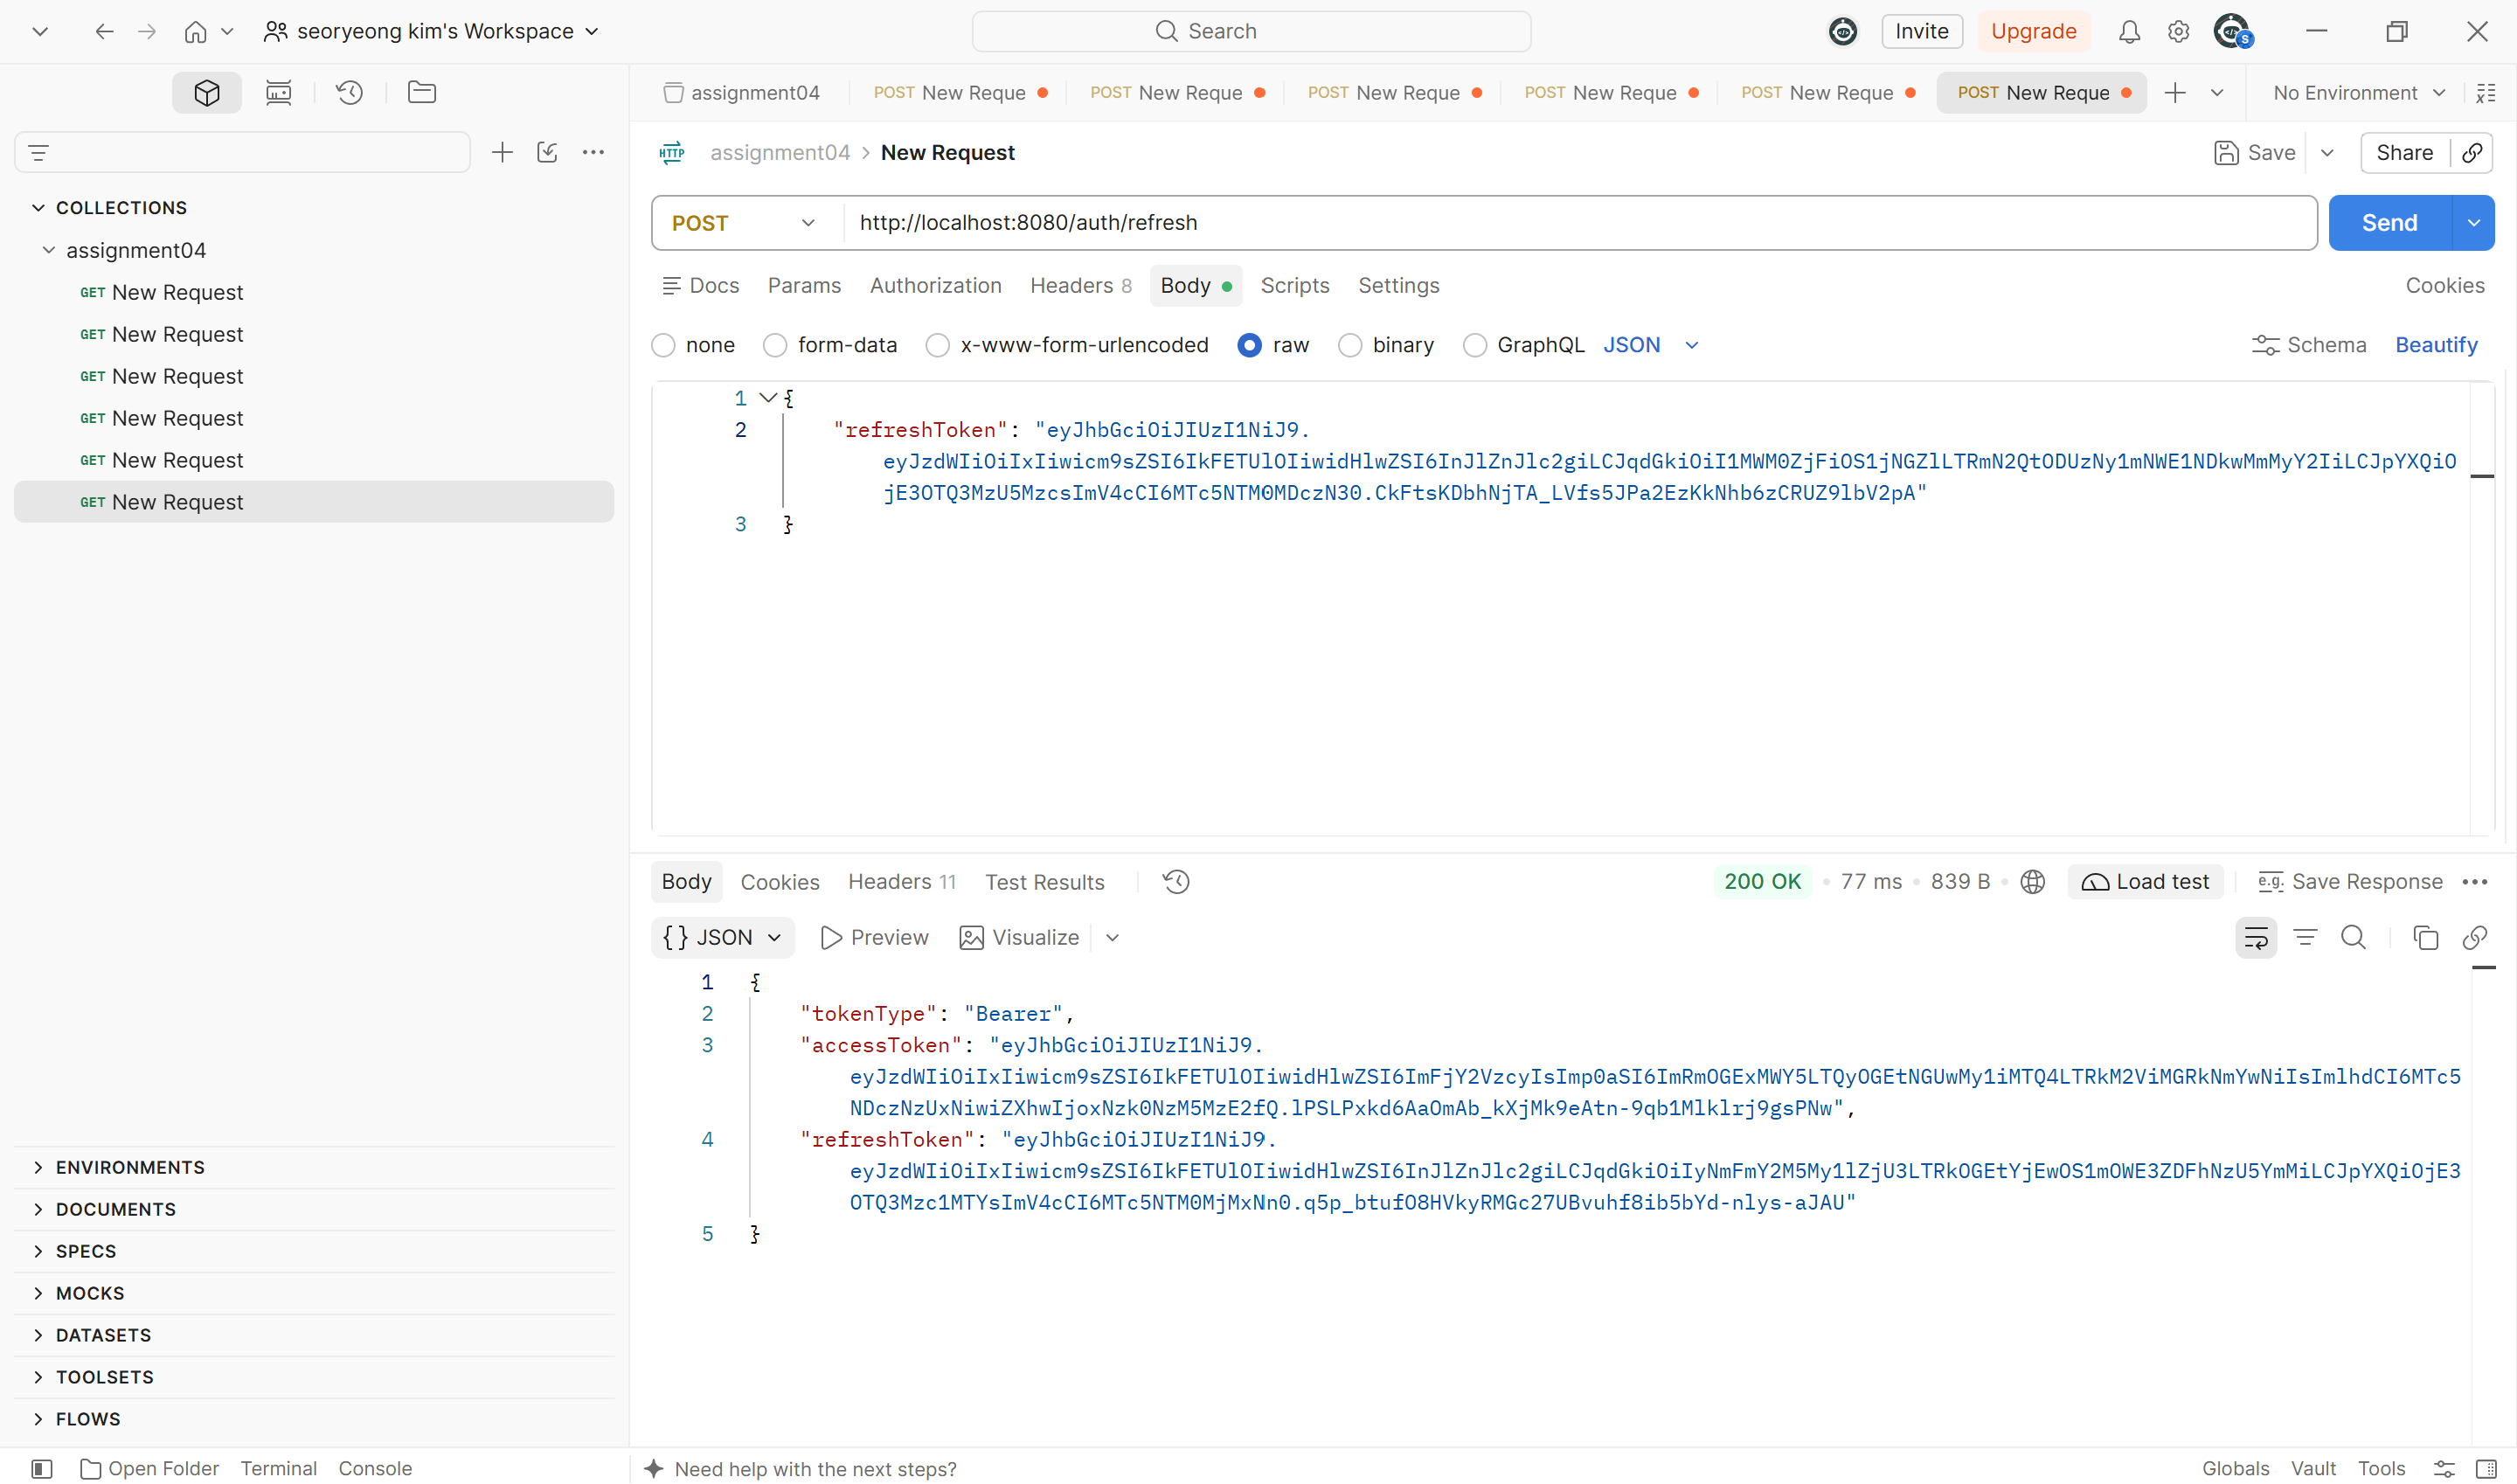 seoryeong kim's Workspace
Search
Invite
Upgrade
S
assignment04
POST New Reque
POST New Reque
POST New Reque
POST New Reque
POST New Reque
POST New Reque
No Environment
HTTP
assignment04 > New Request
Save
Share
COLLECTIONS
assignment04
GET New Request
GET New Request
GET New Request
GET New Request
GET New Request
GET New Request
POST
http://localhost:8080/auth/refresh
Send
Docs
Params
Authorization
Headers 8
Body
Scripts
Settings
Cookies
none
form-data
x-www-form-urlencoded
raw
binary
GraphQL
JSON
Schema
Beautify
1 {
2 "refreshToken": "eyJhbGciOiJIUzI1NiJ9.
eyJzdWIiOiIxIiwicm9sZSI6IkFETUlOIiwidHlwZSI6InJlZnJlc2giLCJqdGkiOiI1MWM0ZjFiOS1jNGZlLTRmN2QtODUzNy1mNWE1NDkwMmMyY2IiLCJpYXQiO
jE3OTQ3MzU5MzcsImV4cCI6MTc5NTM0MDczN30.CkFtsKDbhNjTA_LVfs5JPa2EzKkNhb6zCRUZ9lbV2pA"
3 }
Body
Cookies
Headers 11
Test Results
200 OK
77 ms
839 B
Load test
e.g. Save Response
{} JSON
Preview
Visualize
1 {
2 "tokenType": "Bearer",
3 "accessToken": "eyJhbGciOiJIUzI1NiJ9.
eyJzdWIiOiIxIiwicm9sZSI6IkFETUlOIiwidHlwZSI6ImFjY2VzcyIsImp0aSI6ImRmOGExMWY5LTQyOGEtNGUwMy1iMTQ4LTRkM2ViMGRkNmYwNiIsImlhdCI6MTc5
NDczNzUxNiwiZXhwIjoxNzk0NzM5MzE2fQ.lPSLPxkd6AaOmAb_kXjMk9eAtn-9qb1Mlklrj9gsPNw",
4 "refreshToken": "eyJhbGciOiJIUzI1NiJ9.
eyJzdWIiOiIxIiwicm9sZSI6IkFETUlOIiwidHlwZSI6InJlZnJlc2giLCJqdGkiOiIyNmFmY2M5My1lZjU3LTRkOGEtYjEwOS1mOWE3ZDFhNzU5YmMiLCJpYXQiOjE3
OTQ3Mzc1MTYsImV4cCI6MTc5NTM0MjMxNn0.q5p_btufO8HVkyRMGc27UBvuhf8ib5bYd-nlys-aJAU"
5 }
ENVIRONMENTS
DOCUMENTS
SPECS
MOCKS
DATASETS
TOOLSETS
FLOWS
Open Folder
Terminal
Console
Need help with the next steps?
Globals
Vault
Tools